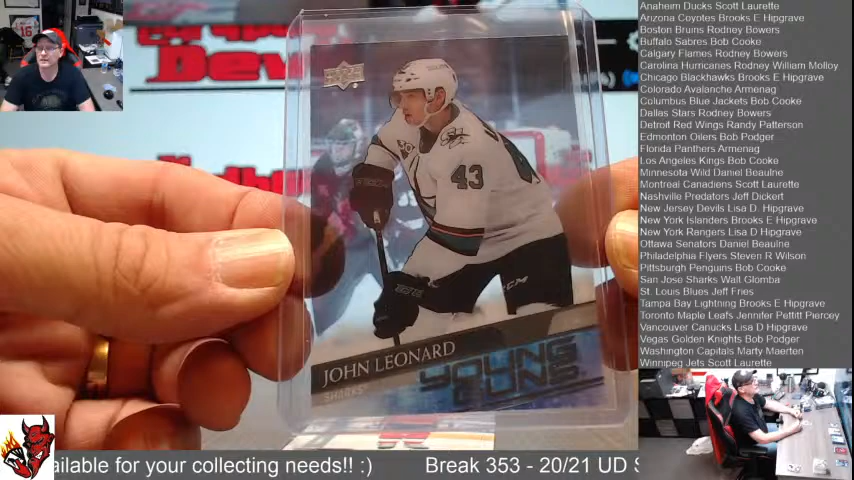 Anaheim Ducks Scott Laurette
Arizona Coyotes Brooks E Hipgrave
Boston Bruins Rodney Bowers
Buffalo Sabres Bob Cooke
Calgary Flames Rodney Bowers
Carolina Hurricanes Rodney William Molloy
Chicago Blackhawks Brooks E Hipgrave
Colorado Avalanche Armenag
Columbus Blue Jackets Bob Cooke
Dallas Stars Rodney Bowers
Detroit Red Wings Randy Patterson
Edmonton Oilers Bob Podger
Florida Panthers Armenag
Los Angeles Kings Bob Cooke
Minnesota Wild Daniel Beaulne
Montreal Canadiens Scott Laurette
Nashville Predators Jeff Dickert
New Jersey Devils Lisa D. Hipgrave
New York Islanders Brooks E Hipgrave
New York Rangers Lisa D Hipgrave
Ottawa Senators Daniel Beaulne
Philadelphia Flyers Steven R Wilson
Pittsburgh Penguins Bob Cooke
San Jose Sharks Walt Glomba
St. Louis Blues Jeff Fries
Tampa Bay Lightning Brooks E Hipgrave
Toronto Maple Leafs Jennifer Pettitt Piercey
Vancouver Canucks Lisa D Hipgrave
Vegas Golden Knights Bob Podger
Washington Capitals Marty Maerten
Winnipeg Jets Scott Laurette
UPPER DECK
43
CCM
JOHN LEONARD
SHARKS
YOUNG
GUNS
ailable for your collecting needs!! :)
Break 353 - 20/21 UD S